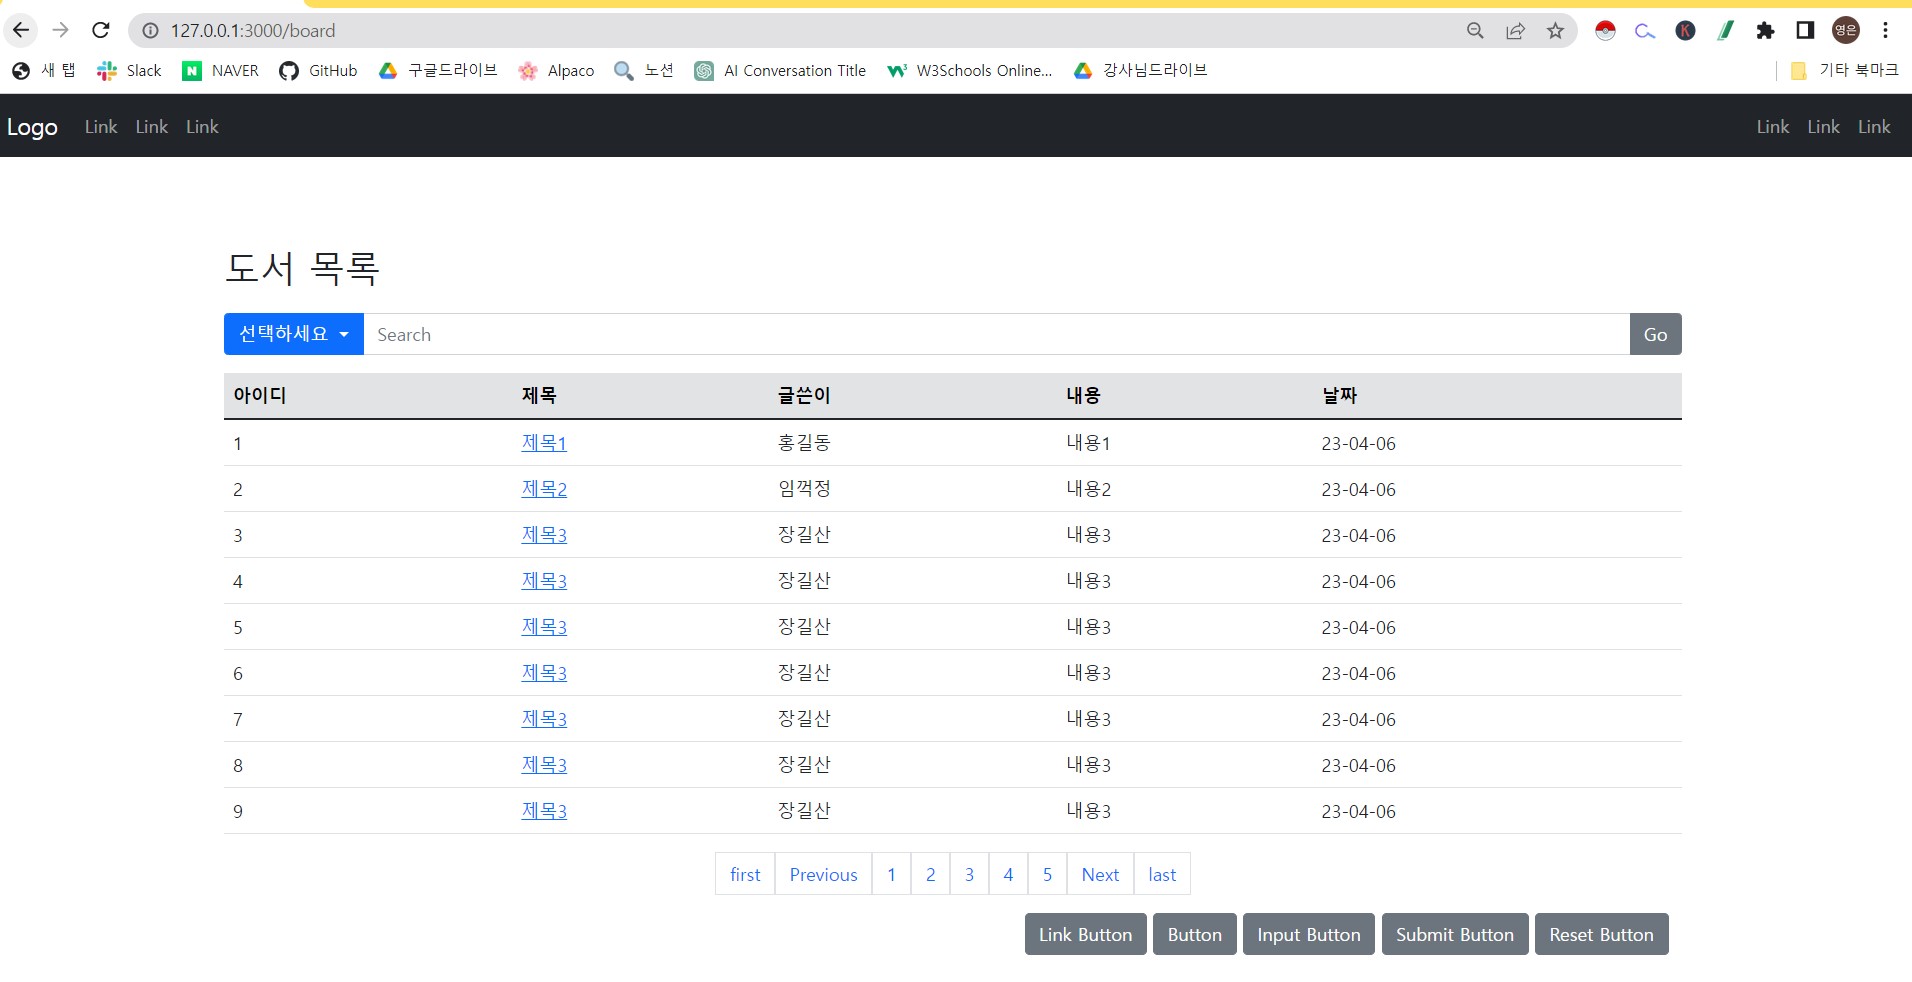 127.0.0.1:3000/board
영은
새 탭 Slack NAVER GitHub 구글드라이브 Alpaco 노션 AI Conversation Title W3Schools Online... 강사님드라이브 기타 북마크
Logo Link Link Link Link Link Link
도서 목록
선택하세요 Search Go
아이디 제목 글쓴이 내용 날짜
1 제목1 홍길동 내용1 23-04-06
2 제목2 임꺽정 내용2 23-04-06
3 제목3 장길산 내용3 23-04-06
4 제목3 장길산 내용3 23-04-06
5 제목3 장길산 내용3 23-04-06
6 제목3 장길산 내용3 23-04-06
7 제목3 장길산 내용3 23-04-06
8 제목3 장길산 내용3 23-04-06
9 제목3 장길산 내용3 23-04-06
first Previous 1 2 3 4 5 Next last
Link Button Button Input Button Submit Button Reset Button